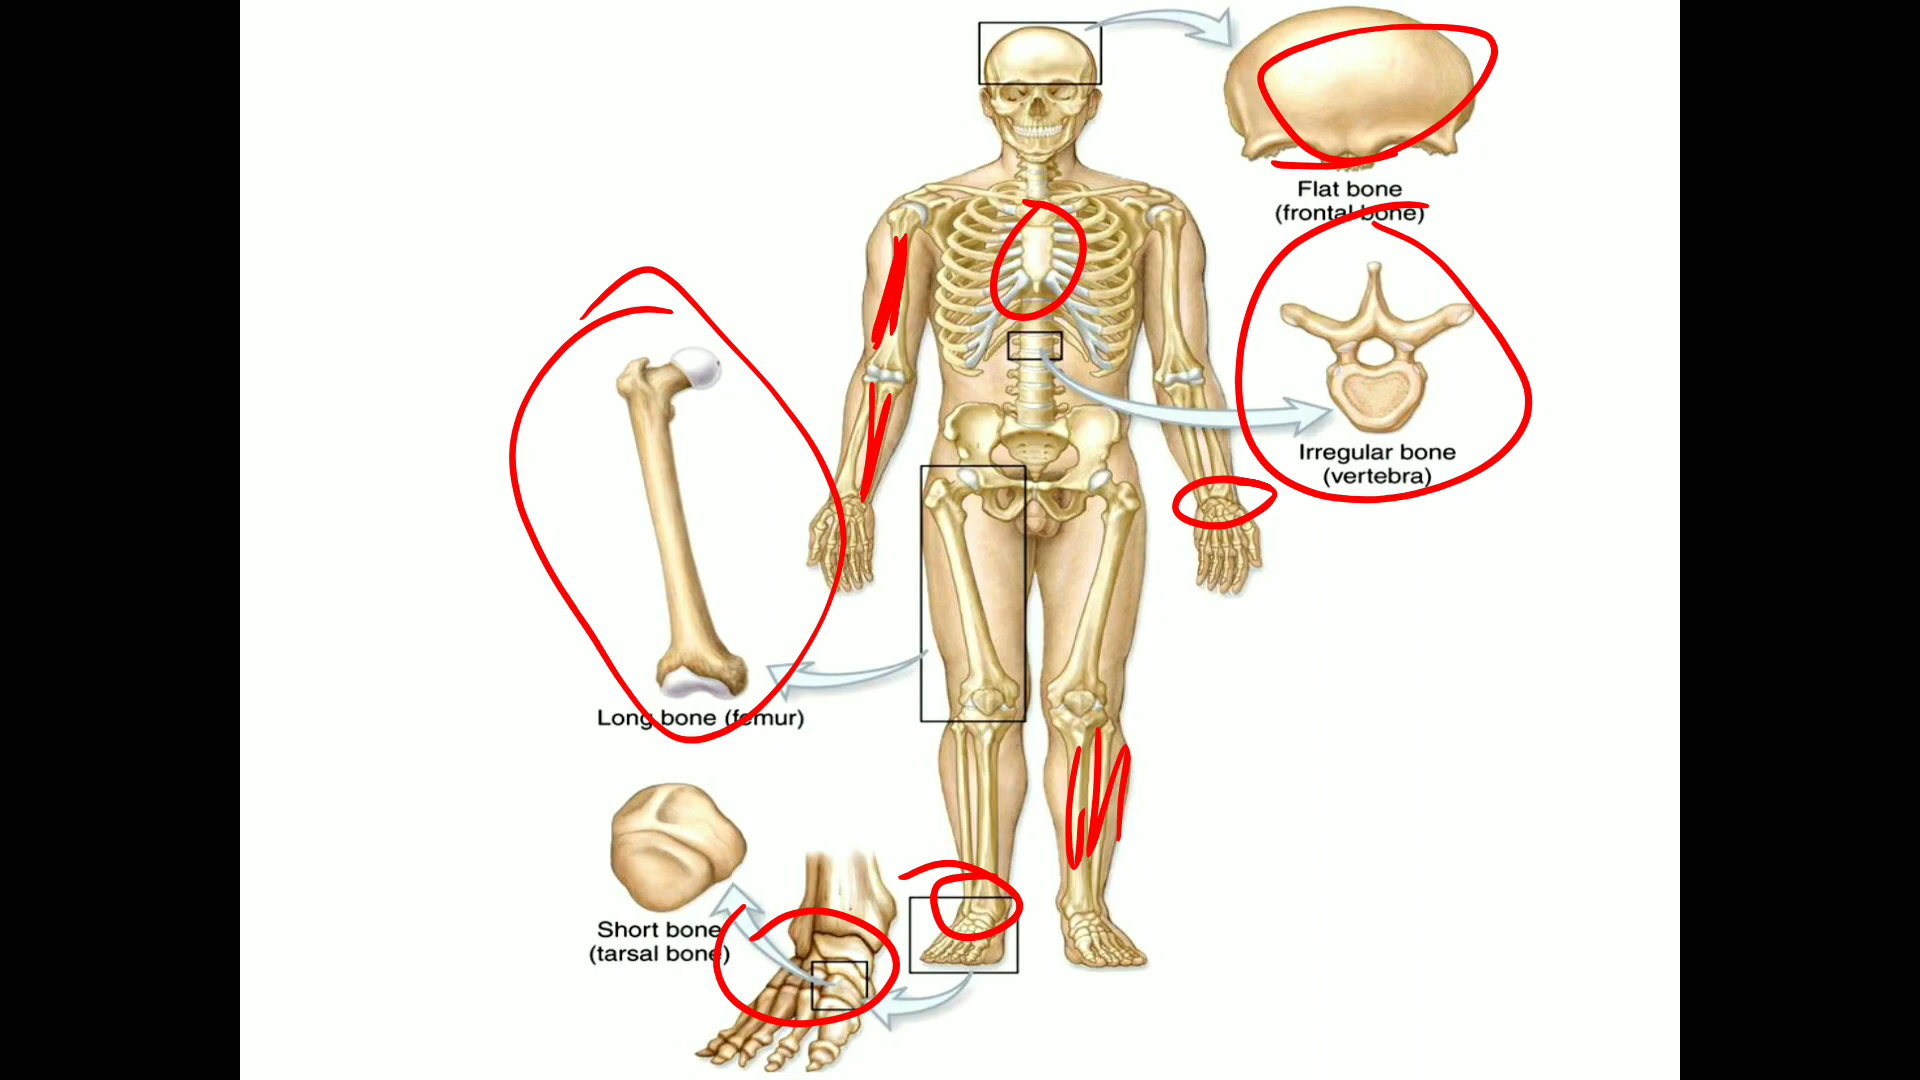 Flat bone
(frontal bone)
Irregular bone
(vertebra)
Long bone (femur)
Short bone
(tarsal bone)